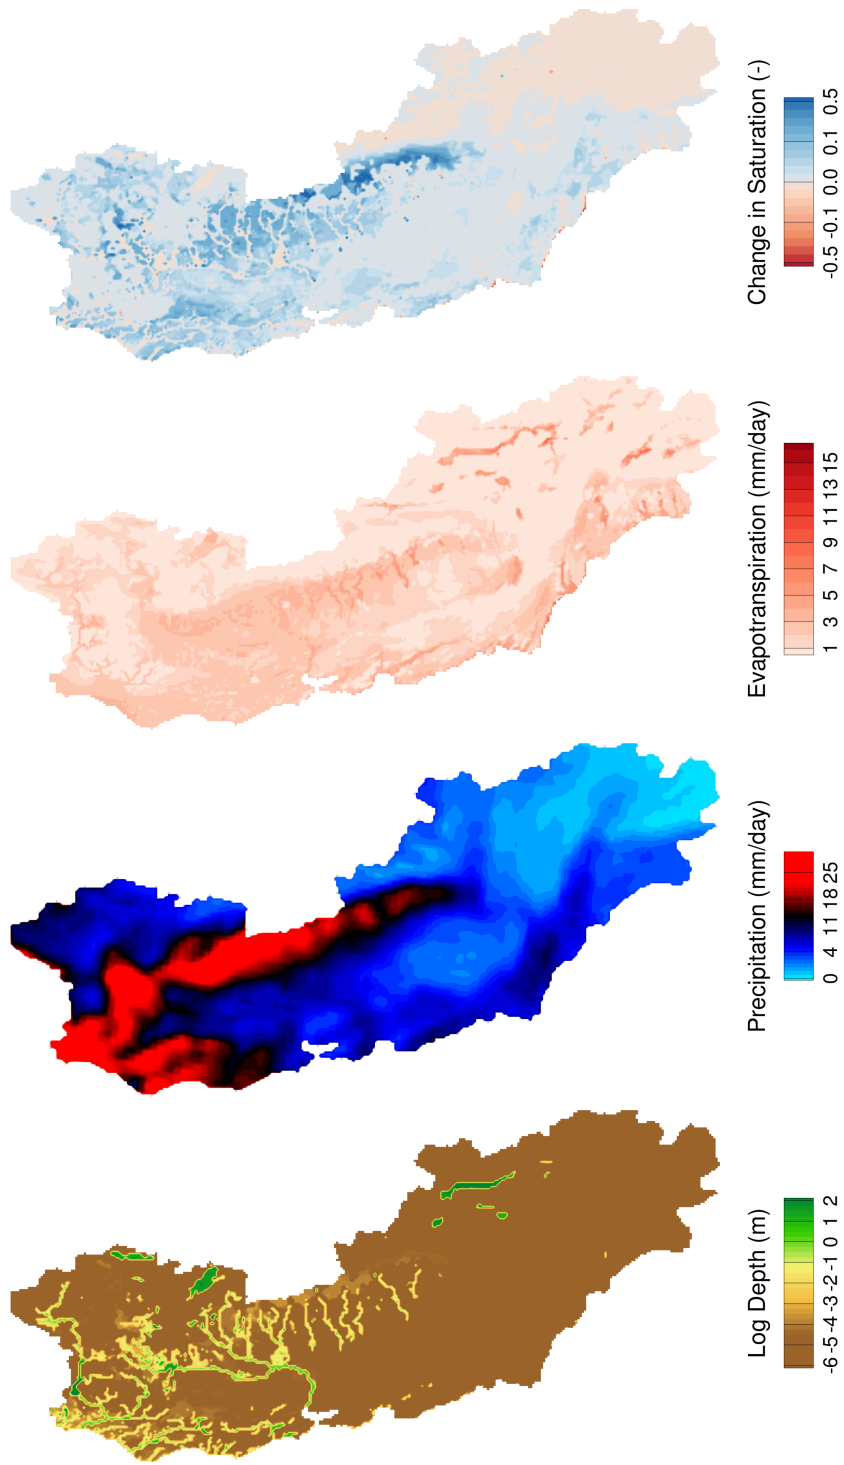 Change in Saturation (-)
-0.5 -0.1 0.0 0.1 0.5
Evapotranspiration (mm/day)
1 3 5 7 9 11 13 15
Precipitation (mm/day)
0 4 11 18 25
Log Depth (m)
-6 -5 -4 -3 -2 -1 0 1 2